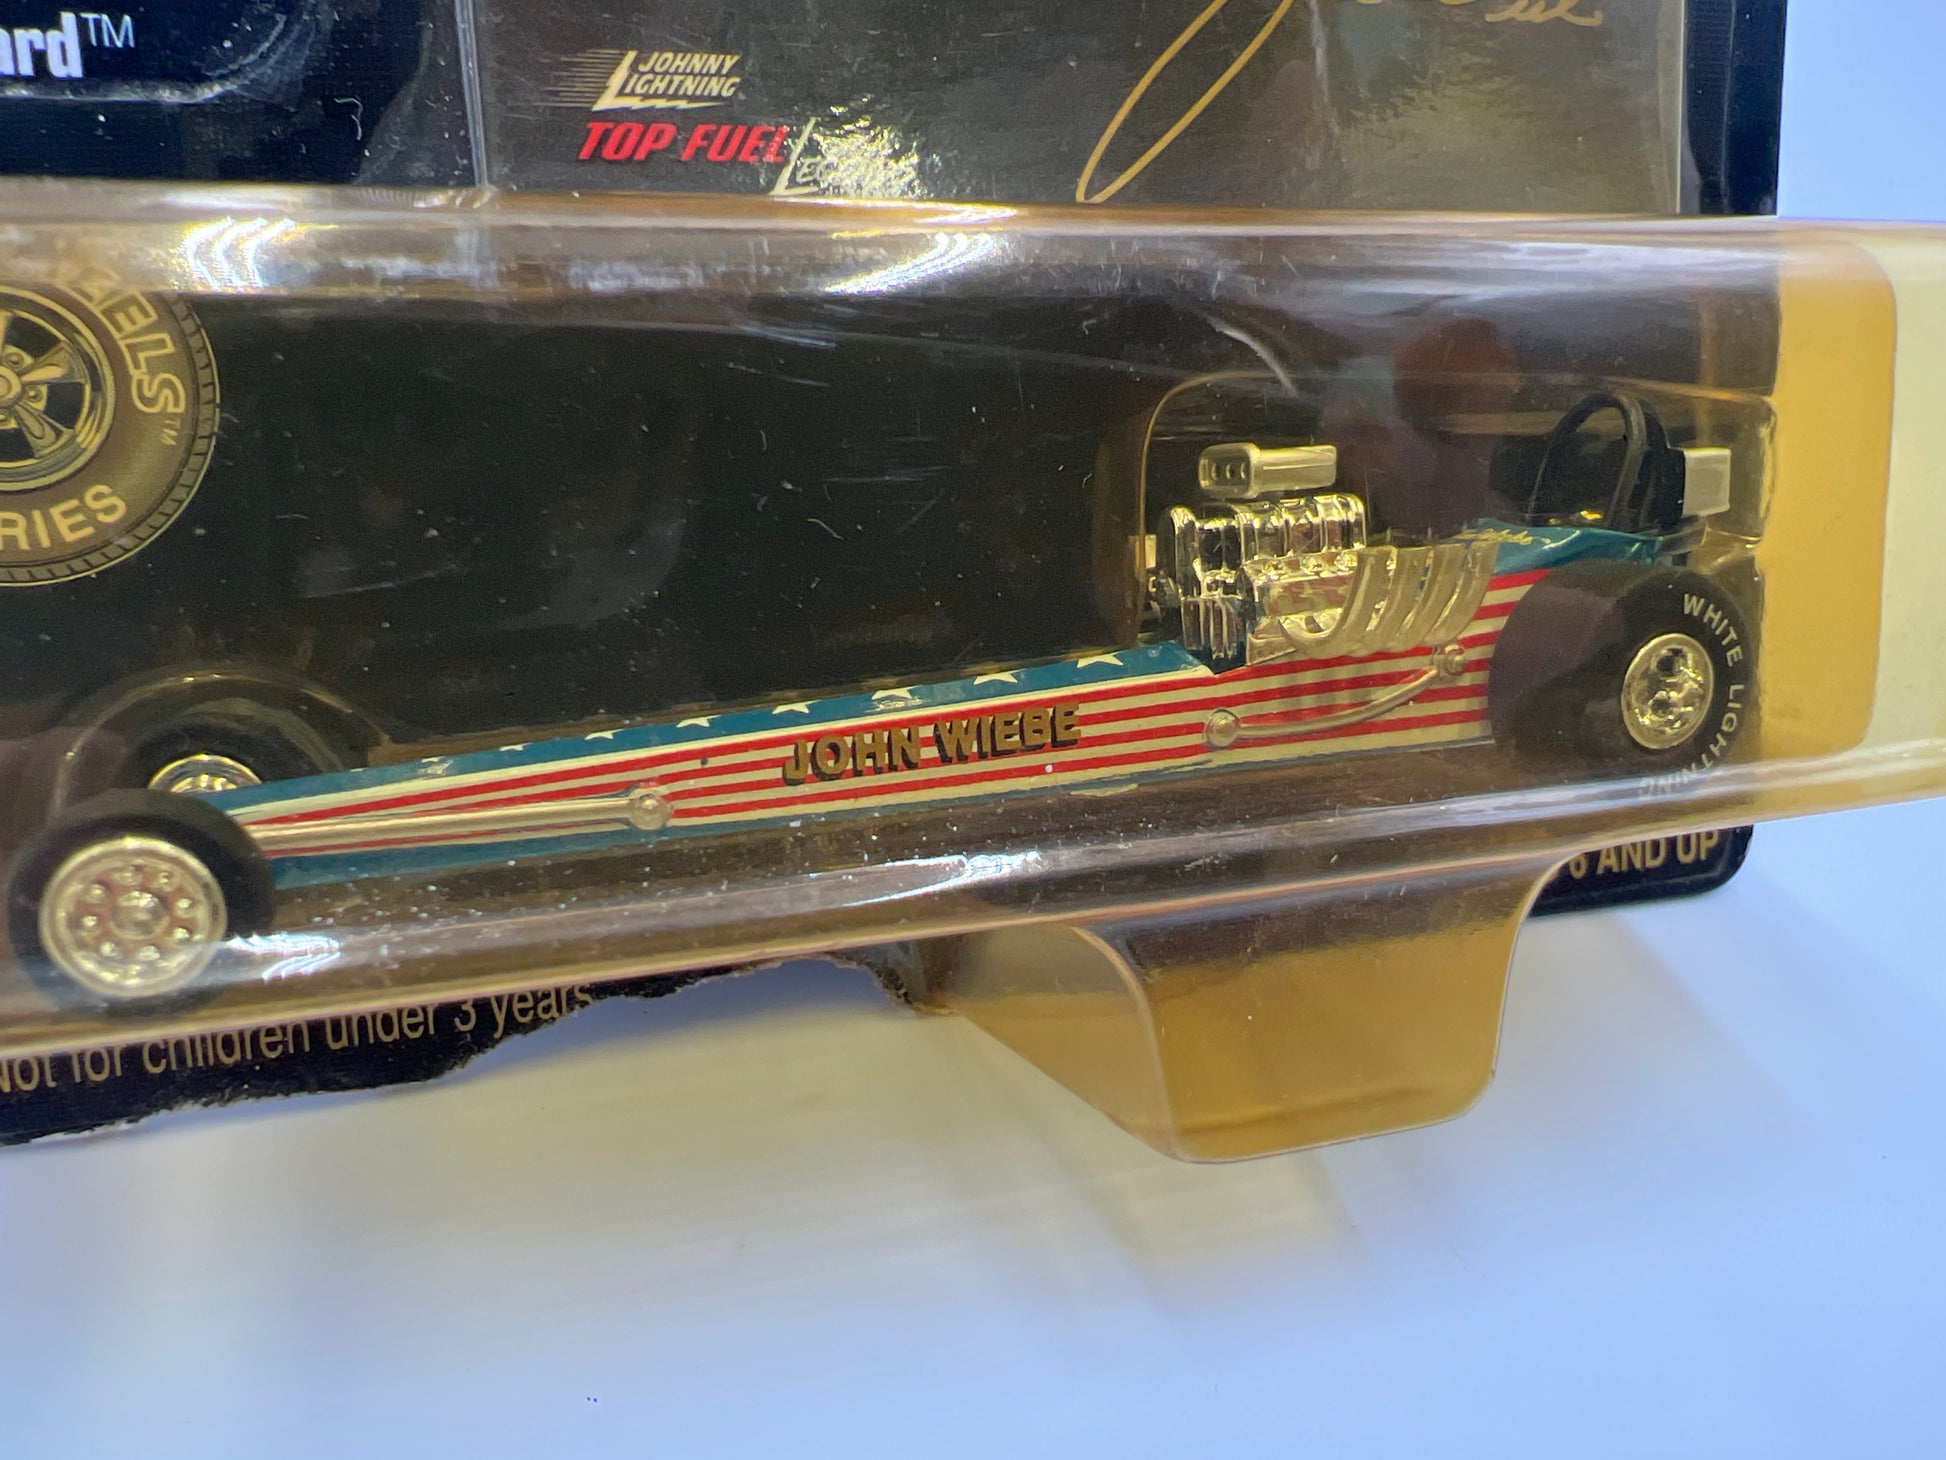 ard™
JOHNNY
LIGHTNING
TOP FUEL
LEGENDS
ELS™
RIES
JOHN WIEBE
WHITE LIGHTNING
AND UP
Not for children under 3 years